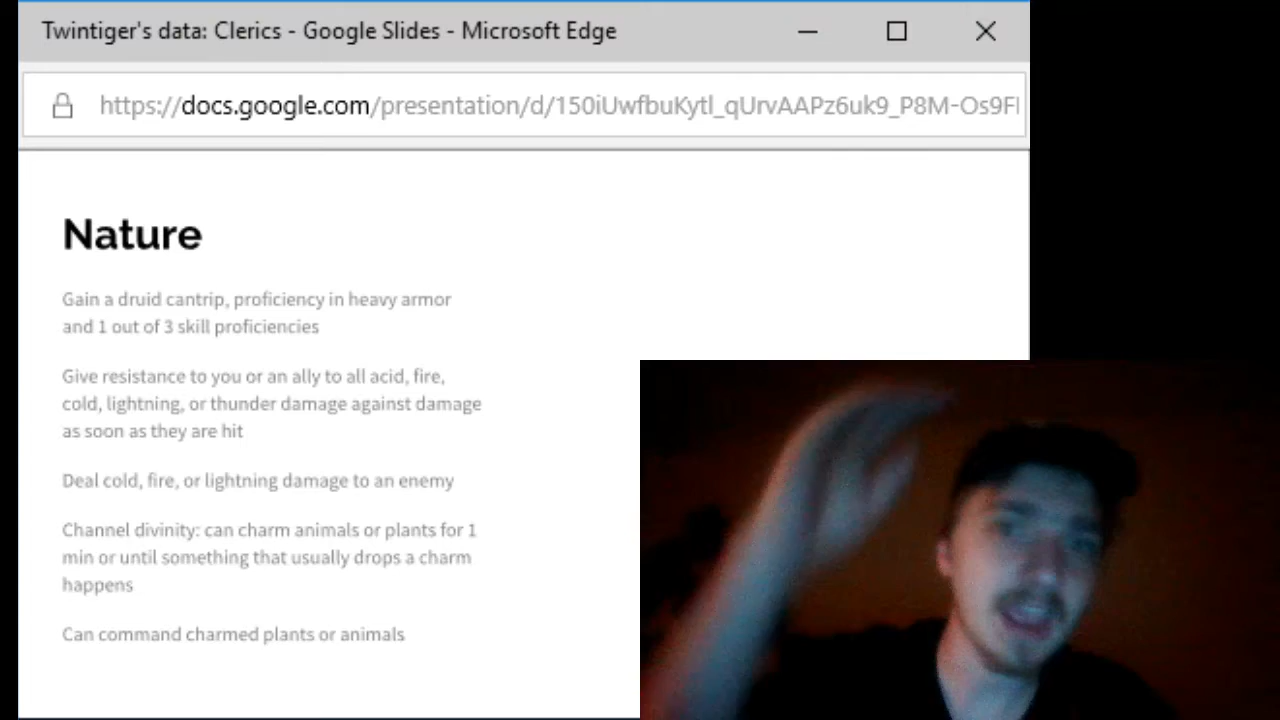 Twintiger's data: Clerics - Google Slides - Microsoft Edge
https://docs.google.com/presentation/d/150iUwfbuKytl_qUrvAAPz6uk9_P8M-Os9F
Nature
Gain a druid cantrip, proficiency in heavy armor
and 1 out of 3 skill proficiencies
Give resistance to you or an ally to all acid, fire,
cold, lightning, or thunder damage against damage
as soon as they are hit
Deal cold, fire, or lightning damage to an enemy
Channel divinity: can charm animals or plants for 1
min or until something that usually drops a charm
happens
Can command charmed plants or animals